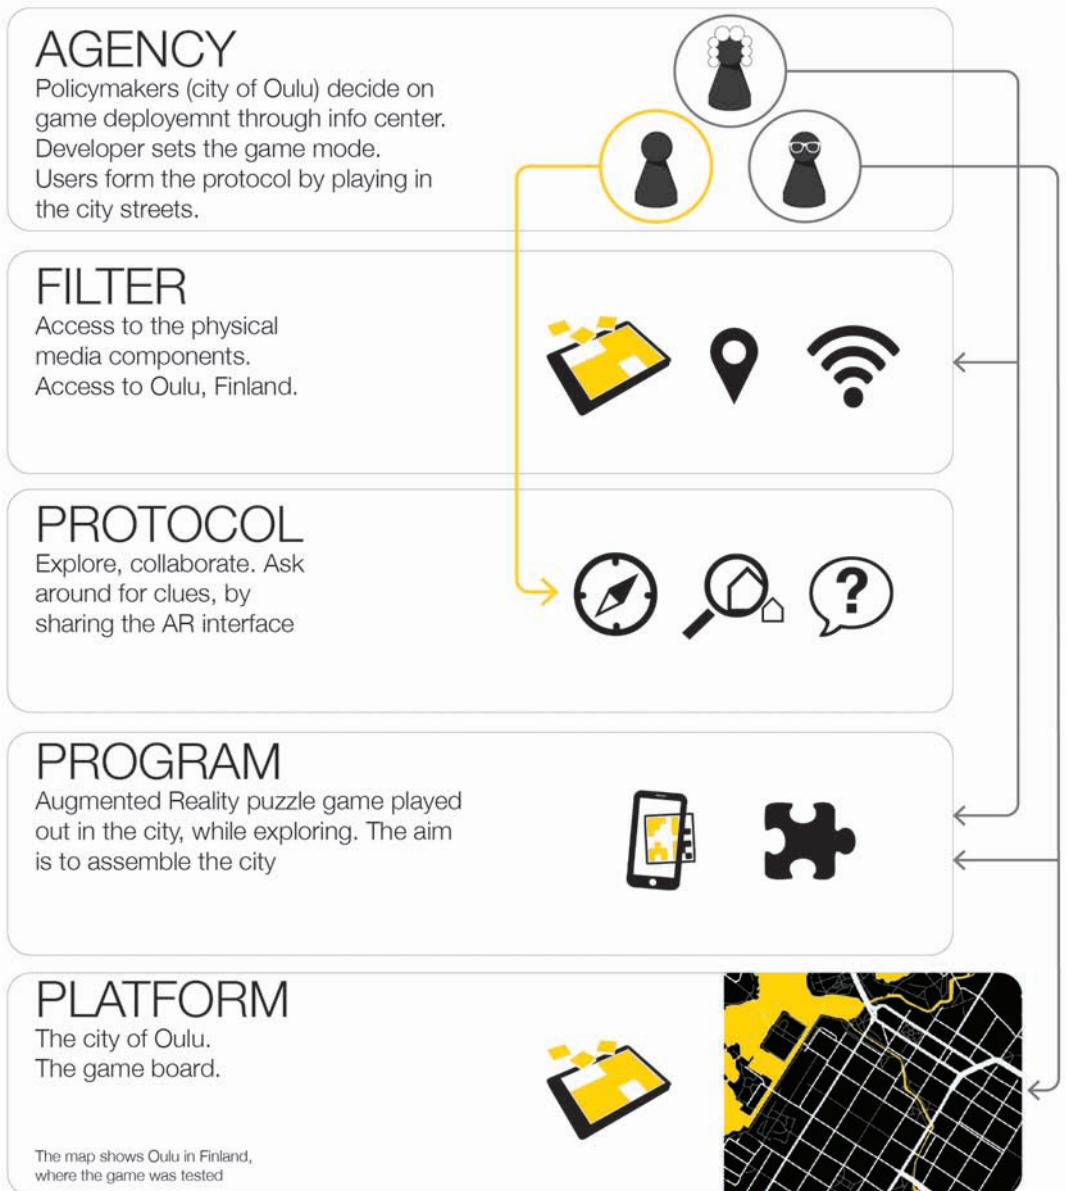 AGENCY
Policymakers (city of Oulu) decide on
game deployemnt through info center.
Developer sets the game mode.
Users form the protocol by playing in
the city streets.
FILTER
Access to the physical
media components.
Access to Oulu, Finland.
PROTOCOL
Explore, collaborate. Ask
around for clues, by
sharing the AR interface
?
PROGRAM
Augmented Reality puzzle game played
out in the city, while exploring. The aim
is to assemble the city
PLATFORM
The city of Oulu.
The game board.
The map shows Oulu in Finland,
where the game was tested